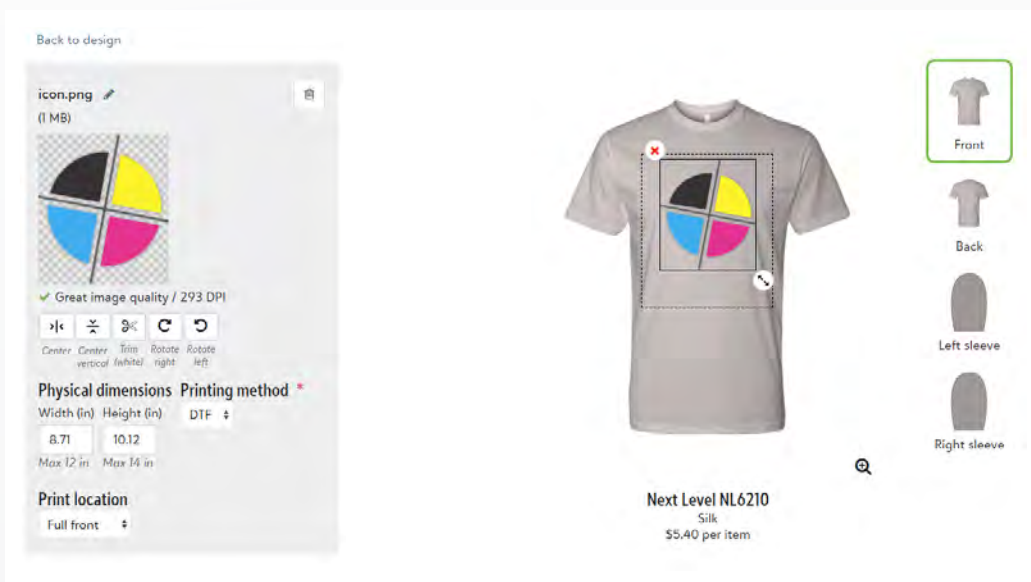 Back to design
icon.png
(1 MB)
Great image quality / 293 DPI
Center
Center vertical
Trim (white)
Rotate right
Rotate left
Physical dimensions
Printing method *
Width (in)
Height (in)
DTF
8.71
10.12
Max 12 in
Max 14 in
Print location
Full front
Next Level NL6210
Silk
$5.40 per item
Front
Back
Left sleeve
Right sleeve